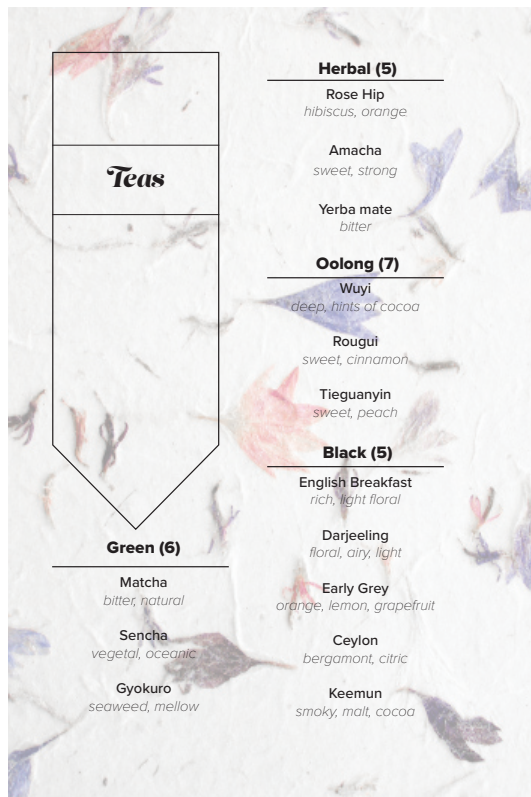 Teas
Green (6)
Matcha
bitter, natural
Sencha
vegetal, oceanic
Gyokuro
seaweed, mellow
Herbal (5)
Rose Hip
hibiscus, orange
Amacha
sweet, strong
Yerba mate
bitter
Oolong (7)
Wuyi
deep, hints of cocoa
Rougui
sweet, cinnamon
Tieguanyin
sweet, peach
Black (5)
English Breakfast
rich, light floral
Darjeeling
floral, airy, light
Early Grey
orange, lemon, grapefruit
Ceylon
bergamont, citric
Keemun
smoky, malt, cocoa